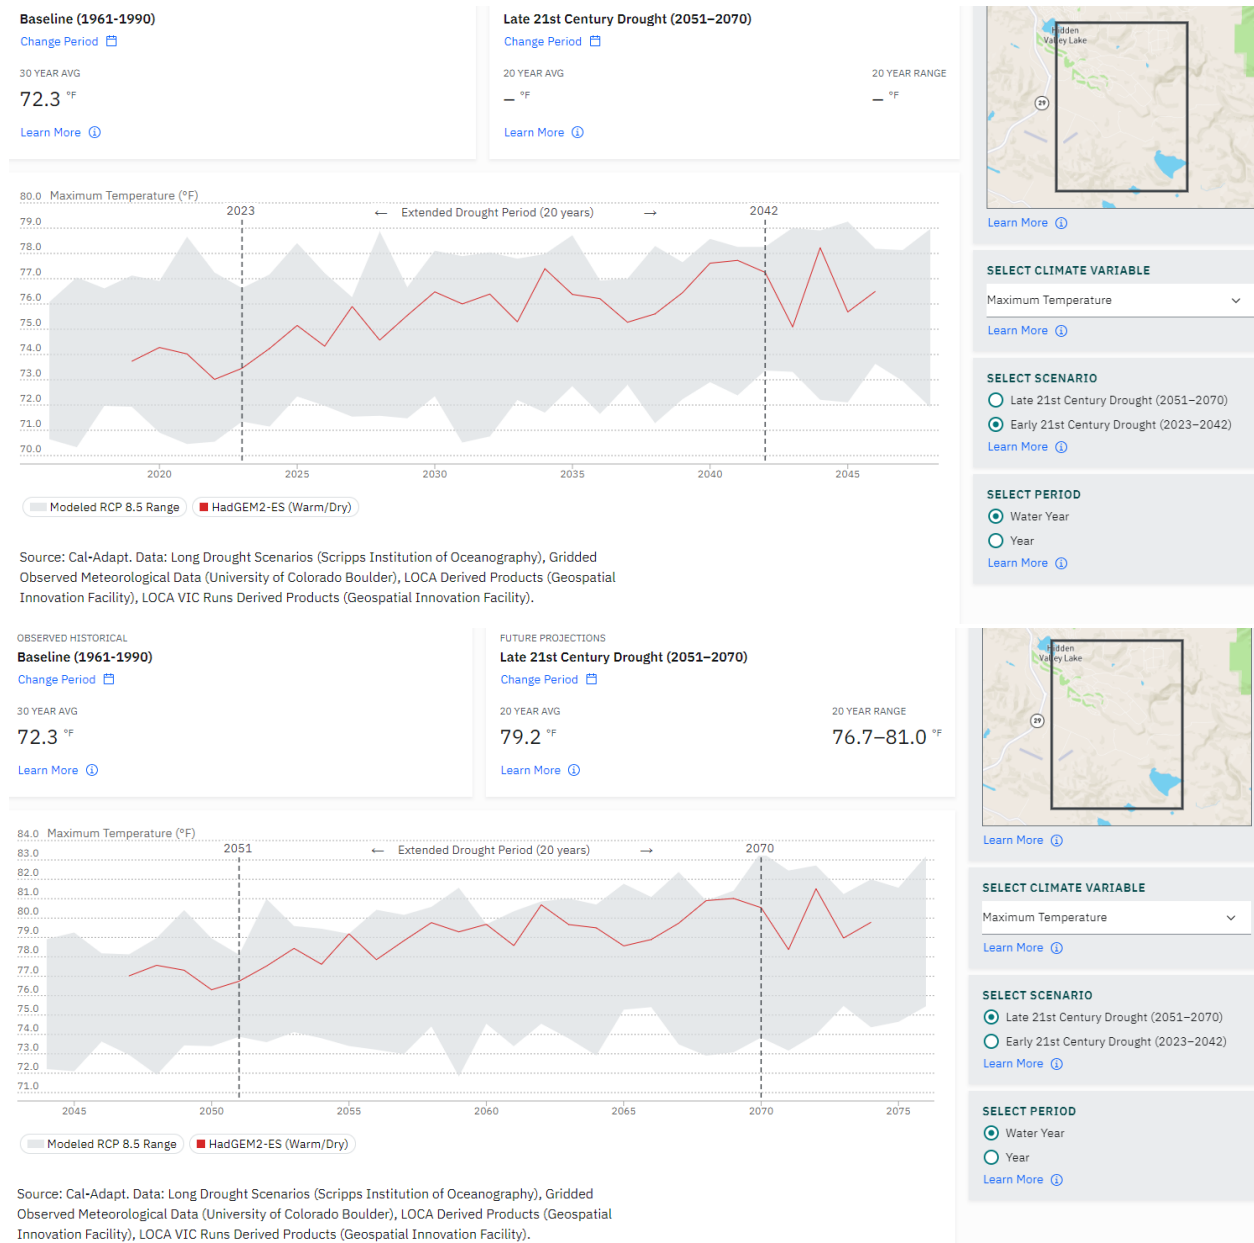 Baseline (1961-1990)
Change Period
30 YEAR AVG
72.3 °F
Learn More
Late 21st Century Drought (2051–2070)
Change Period
20 YEAR AVG
20 YEAR RANGE
– °F
– °F
Learn More
Hidden
Valley Lake
29
Learn More
80.0 Maximum Temperature (°F)
2023
← Extended Drought Period (20 years) →
2042
79.0
78.0
77.0
76.0
75.0
74.0
73.0
72.0
71.0
70.0
2020
2025
2030
2035
2040
2045
Modeled RCP 8.5 Range
HadGEM2-ES (Warm/Dry)
Source: Cal-Adapt. Data: Long Drought Scenarios (Scripps Institution of Oceanography), Gridded
Observed Meteorological Data (University of Colorado Boulder), LOCA Derived Products (Geospatial
Innovation Facility), LOCA VIC Runs Derived Products (Geospatial Innovation Facility).
SELECT CLIMATE VARIABLE
Maximum Temperature
Learn More
SELECT SCENARIO
Late 21st Century Drought (2051–2070)
Early 21st Century Drought (2023–2042)
Learn More
SELECT PERIOD
Water Year
Year
Learn More
OBSERVED HISTORICAL
Baseline (1961-1990)
Change Period
30 YEAR AVG
72.3 °F
Learn More
FUTURE PROJECTIONS
Late 21st Century Drought (2051–2070)
Change Period
20 YEAR AVG
20 YEAR RANGE
79.2 °F
76.7–81.0 °F
Learn More
Hidden
Valley Lake
29
Learn More
84.0 Maximum Temperature (°F)
2051
← Extended Drought Period (20 years) →
2070
83.0
82.0
81.0
80.0
79.0
78.0
77.0
76.0
75.0
74.0
73.0
72.0
71.0
2045
2050
2055
2060
2065
2070
2075
Modeled RCP 8.5 Range
HadGEM2-ES (Warm/Dry)
Source: Cal-Adapt. Data: Long Drought Scenarios (Scripps Institution of Oceanography), Gridded
Observed Meteorological Data (University of Colorado Boulder), LOCA Derived Products (Geospatial
Innovation Facility), LOCA VIC Runs Derived Products (Geospatial Innovation Facility).
SELECT CLIMATE VARIABLE
Maximum Temperature
Learn More
SELECT SCENARIO
Late 21st Century Drought (2051–2070)
Early 21st Century Drought (2023–2042)
Learn More
SELECT PERIOD
Water Year
Year
Learn More